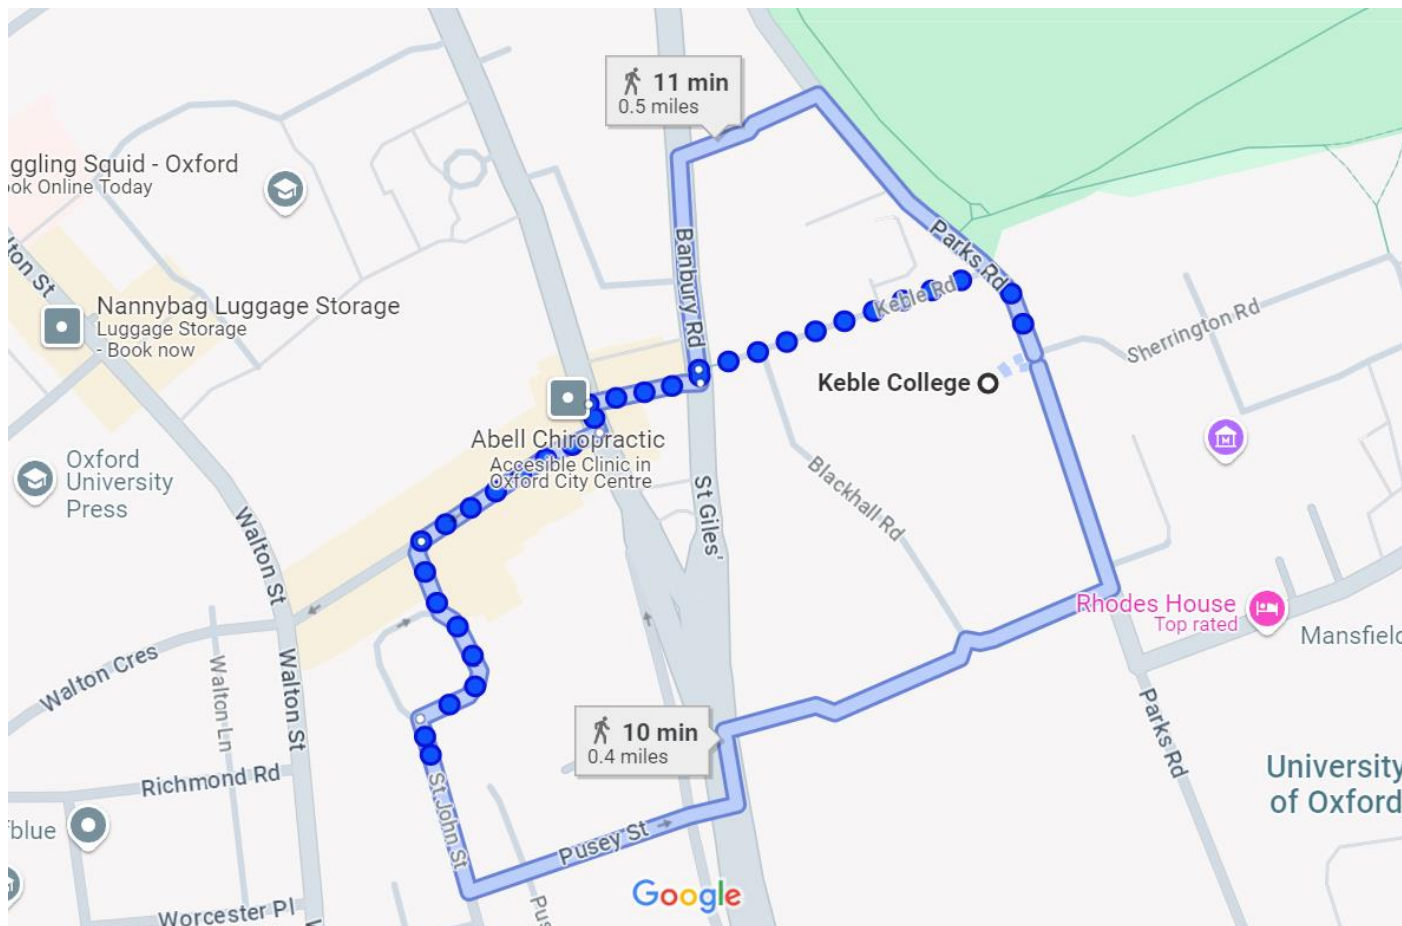 11 min
0.5 miles
ggling Squid - Oxford
ook Online Today
lton St
Banbury Rd
Parks Rd
Keble Rd
Nannybag Luggage Storage
Luggage Storage
- Book now
Sherrington Rd
Keble College
Abell Chiropractic
Accesible Clinic in
Oxford City Centre
Oxford
University
Press
Walton St
St Giles'
Blackhall Rd
M
Rhodes House
Top rated
Mansfield
Walton Cres
Walton Ln
Walton St
10 min
0.4 miles
Parks Rd
Richmond Rd
St John St
University
of Oxford
fblue
Pusey St
Google
Worcester Pl
Pus